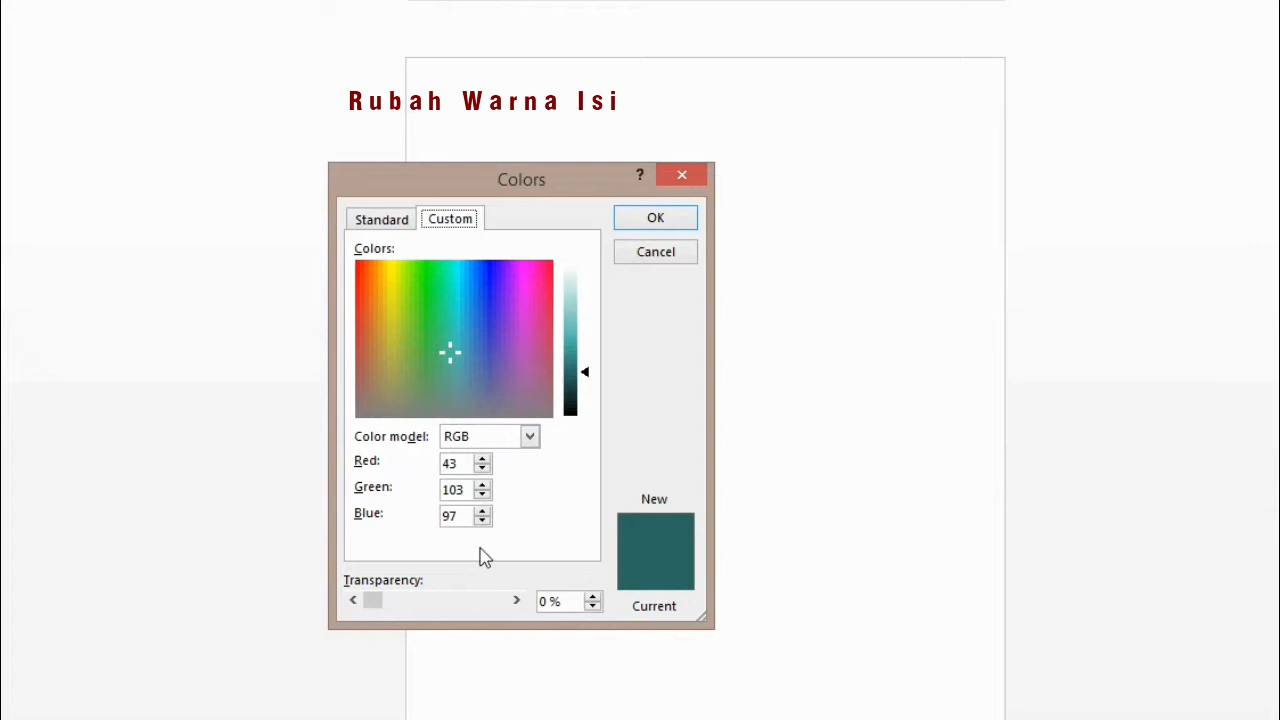 Rubah Warna Isi
Colors
?
Standard
Custom
OK
Cancel
Colors:
Color model: RGB
Red: 43
Green: 103
Blue: 97
New
Current
Transparency:
0 %